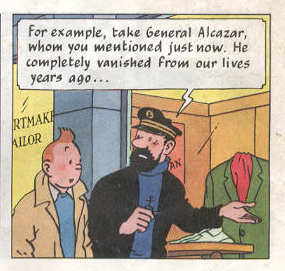 For example, take General Alcazar,
whom you mentioned just now. He
completely vanished from our lives
years ago...
RTMAKE
AILOR
AN